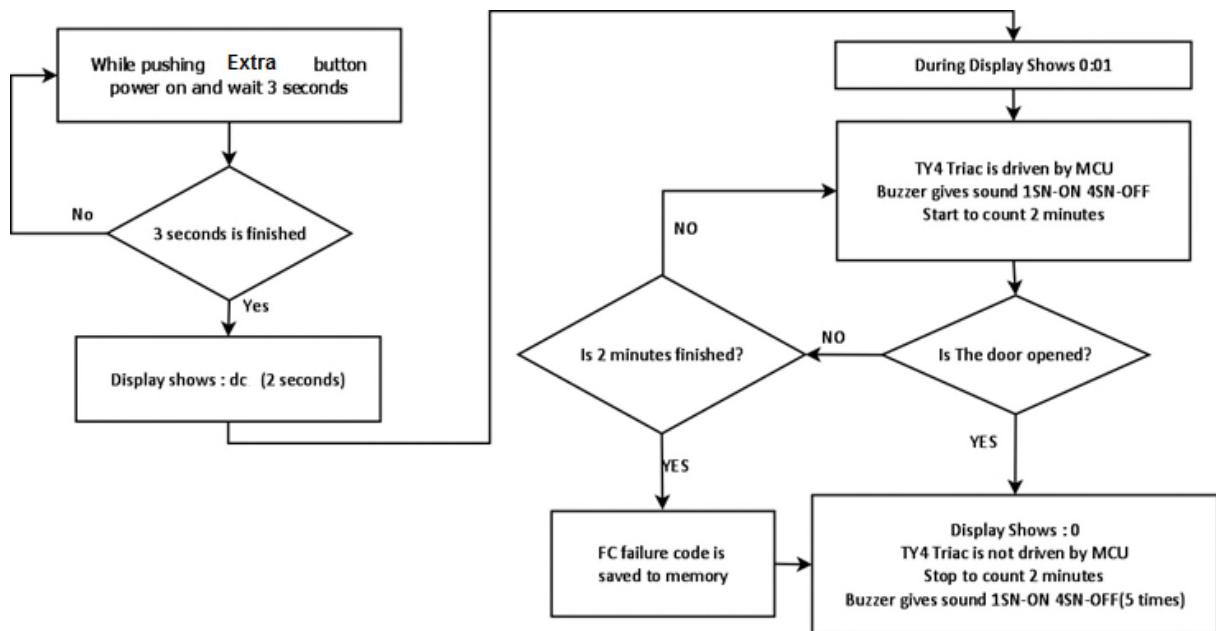 While pushing Extra button
power on and wait 3 seconds
No
3 seconds is finished
Yes
Display shows : dc (2 seconds)
During Display Shows 0:01
TY4 Triac is driven by MCU
Buzzer gives sound 1SN-ON 4SN-OFF
Start to count 2 minutes
NO
Is 2 minutes finished?
NO
Is The door opened?
YES
YES
FC failure code is
saved to memory
Display Shows : 0
TY4 Triac is not driven by MCU
Stop to count 2 minutes
Buzzer gives sound 1SN-ON 4SN-OFF(5 times)